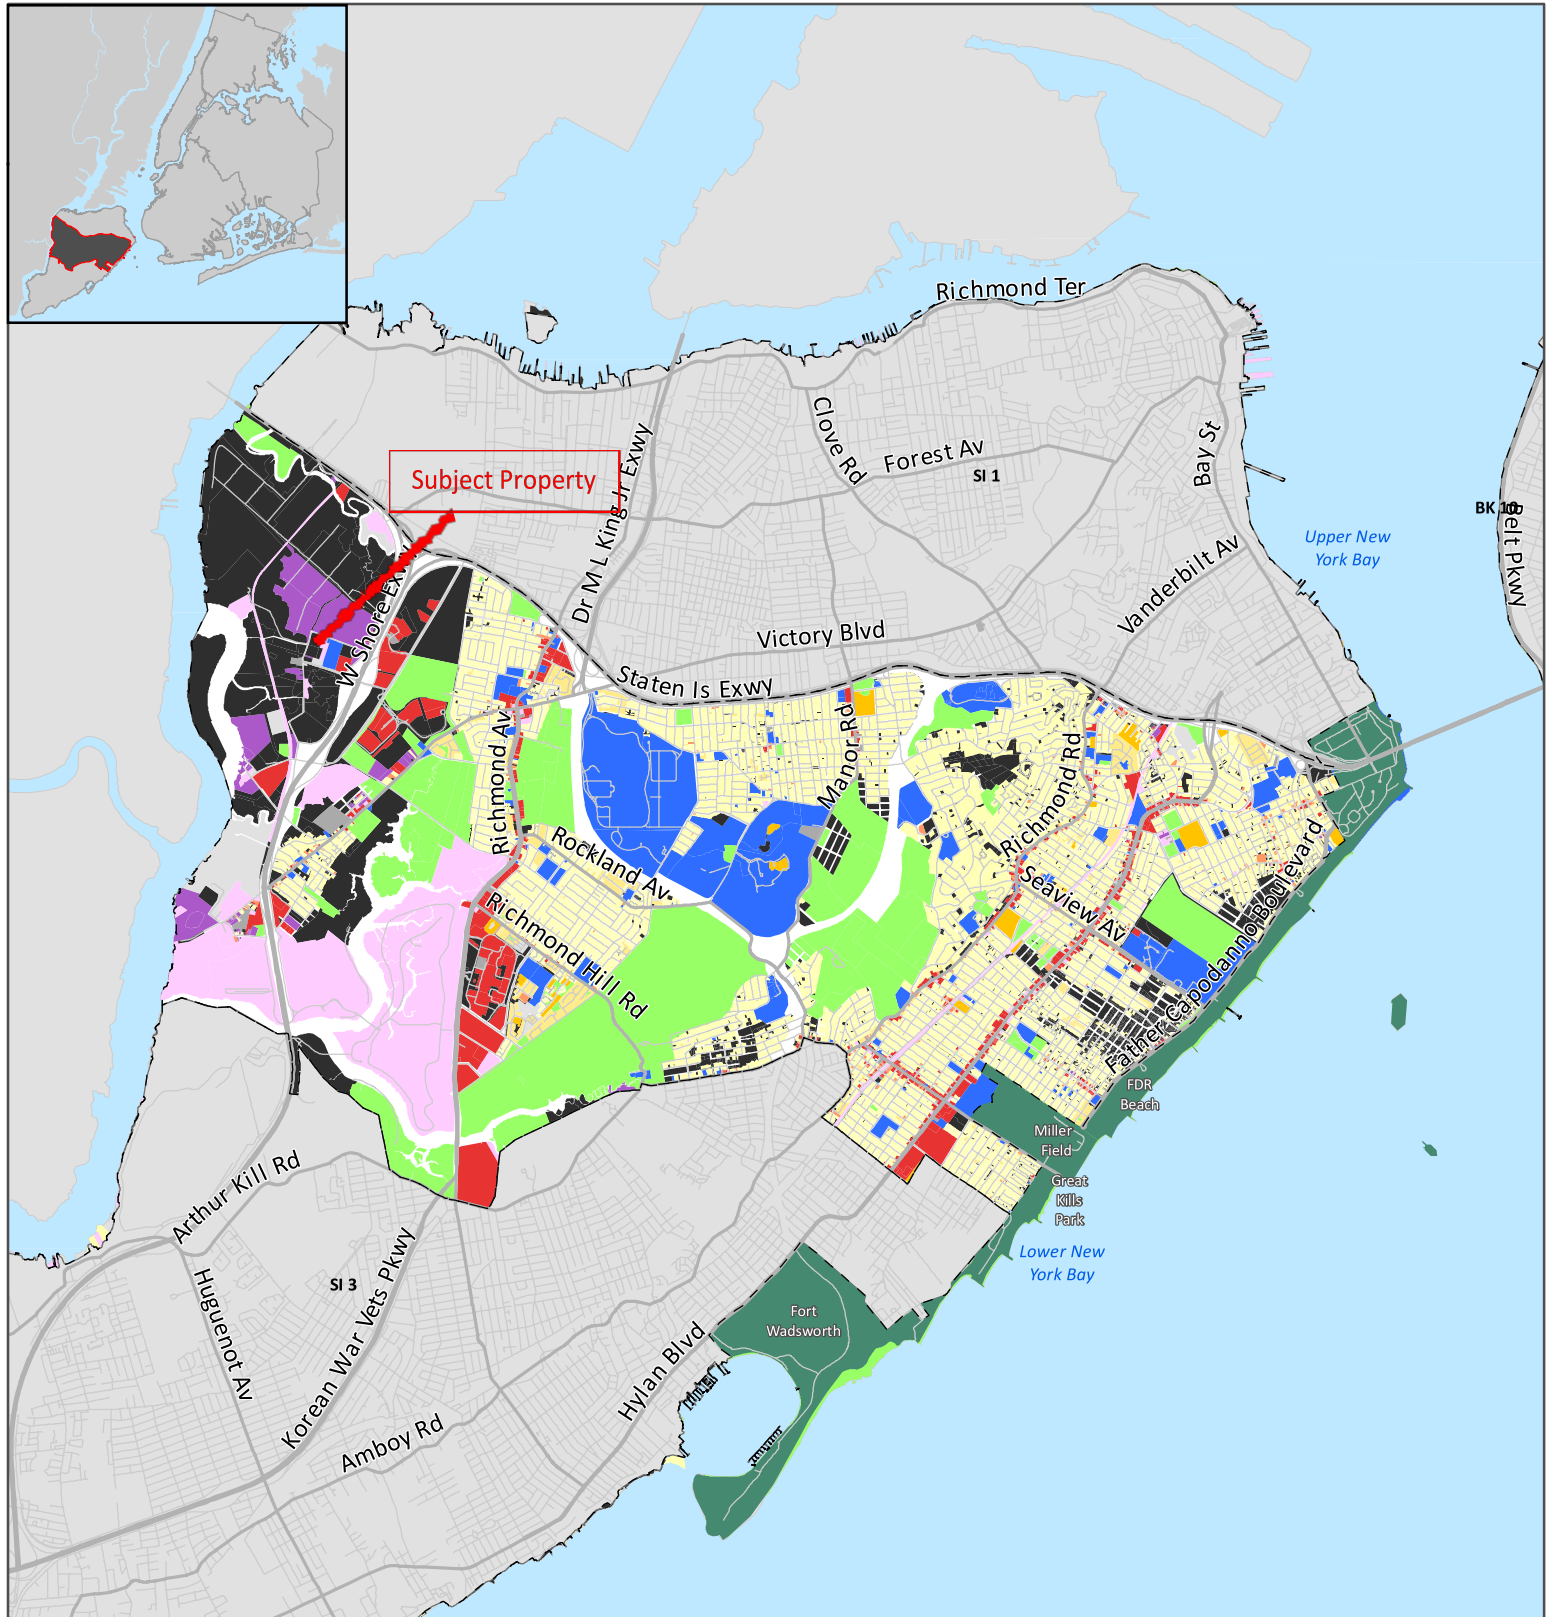 Richmond Ter
Clove Rd
Forest Av
SI 1
Bay St
Subject Property
Dr M L King Jr Exwy
BK 10
Belt Pkwy
Upper New
York Bay
W Shore Exwy
Vanderbilt Av
Victory Blvd
Staten Is Exwy
Richmond Av
Manor Rd
Richmond Rd
Rockland Av
Seaview Av
Richmond Hill Rd
Father Capodanno Boulevard
FDR
Beach
Miller
Field
Great
Kills
Park
Lower New
York Bay
Arthur Kill Rd
SI 3
Huguenot Av
Korean War Vets Pkwy
Fort
Wadsworth
Hylan Blvd
Amboy Rd